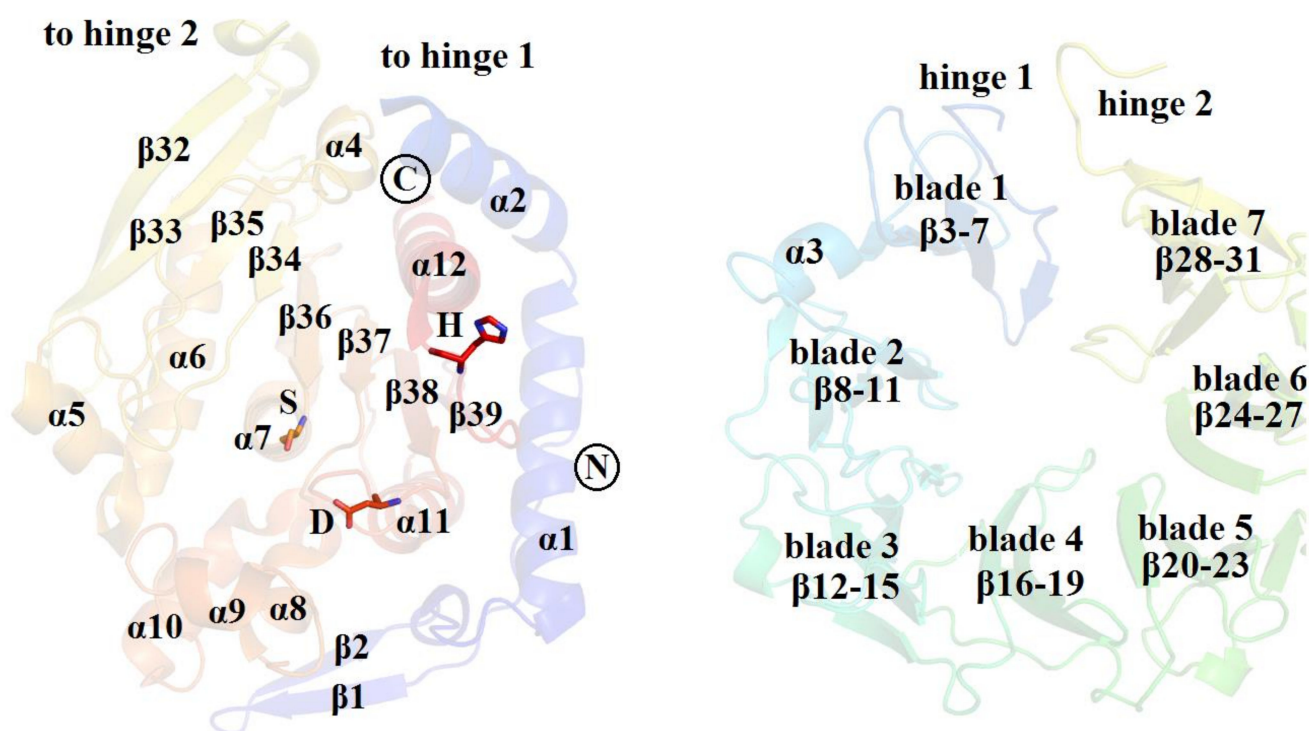 to hinge 2
to hinge 1
β32
α4
C
α2
β33
β35
β34
α12
β36
H
β37
α6
β38
β39
α5
S
α7
N
D
α11
α1
α10
α9
α8
β2
β1
hinge 1
hinge 2
blade 1
β3-7
α3
blade 7
β28-31
blade 2
β8-11
blade 6
β24-27
blade 3
β12-15
blade 4
β16-19
blade 5
β20-23